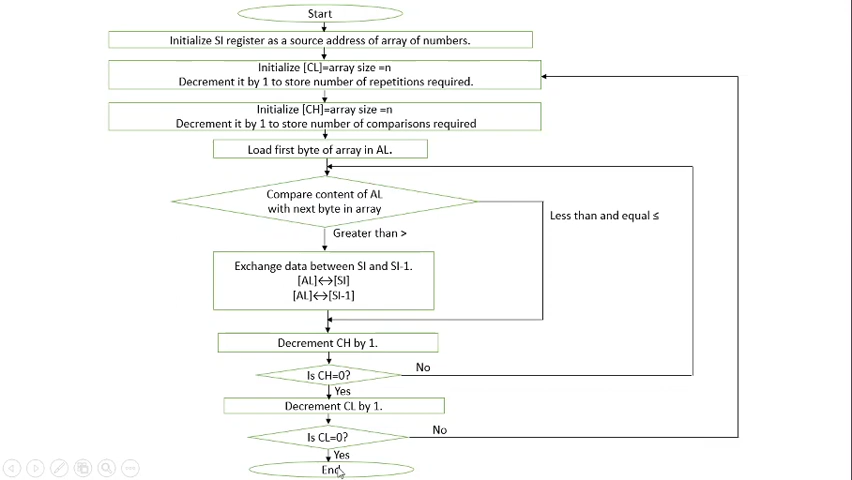 Start
Initialize SI register as a source address of array of numbers.
Initialize [CL]=array size =n
Decrement it by 1 to store number of repetitions required.
Initialize [CH]=array size =n
Decrement it by 1 to store number of comparisons required
Load first byte of array in AL.
Compare content of AL
with next byte in array
Less than and equal ≤
Greater than >
Exchange data between SI and SI-1.
[AL]↔[SI]
[AL]↔[SI-1]
Decrement CH by 1.
Is CH=0?
No
Yes
Decrement CL by 1.
Is CL=0?
No
Yes
End